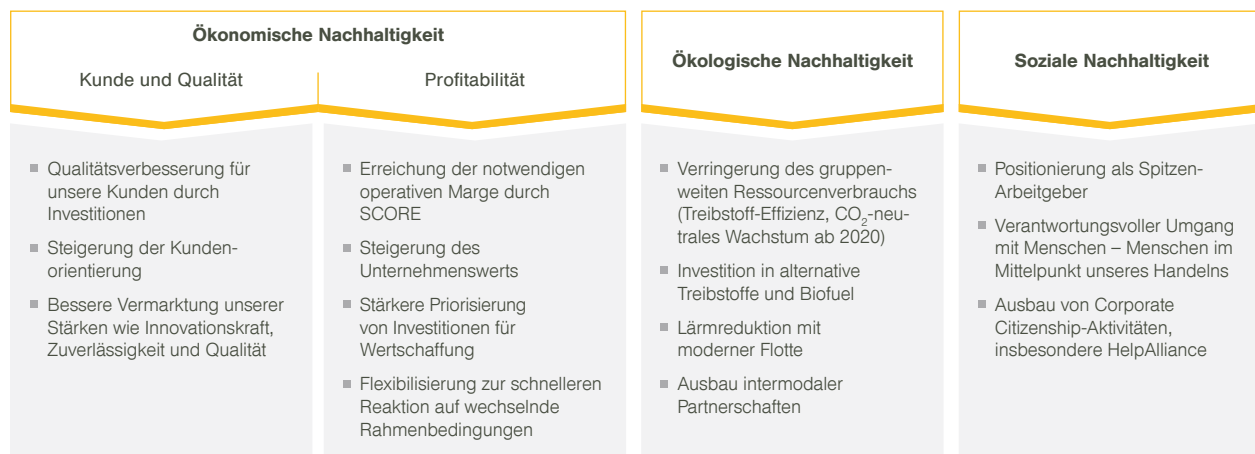 Ökonomische Nachhaltigkeit
Kunde und Qualität
Qualitätsverbesserung für
unsere Kunden durch
Investitionen
Steigerung der Kunden-
orientierung
Bessere Vermarktung unserer
Stärken wie Innovationskraft,
Zuverlässigkeit und Qualität
Profitabilität
Erreichung der notwendigen
operativen Marge durch
SCORE
Steigerung des
Unternehmenswerts
Stärkere Priorisierung
von Investitionen für
Wertschaffung
Flexibilisierung zur schnelleren
Reaktion auf wechselnde
Rahmenbedingungen
Ökologische Nachhaltigkeit
Verringerung des gruppen-
weiten Ressourcenverbrauchs
(Treibstoff-Effizienz, CO₂-neu-
trales Wachstum ab 2020)
Investition in alternative
Treibstoffe und Biofuel
Lärmreduktion mit
moderner Flotte
Ausbau intermodaler
Partnerschaften
Soziale Nachhaltigkeit
Positionierung als Spitzen-
Arbeitgeber
Verantwortungsvoller Umgang
mit Menschen – Menschen im
Mittelpunkt unseres Handelns
Ausbau von Corporate
Citizenship-Aktivitäten,
insbesondere HelpAlliance